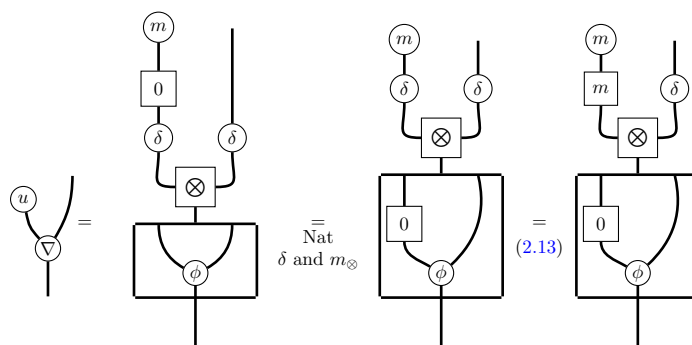 u
∇
=
m
0
δ
δ
⊗
ϕ
=
Nat
δ and m⊗
m
δ
δ
⊗
0
ϕ
=
(2.13)
m
m
δ
⊗
0
ϕ